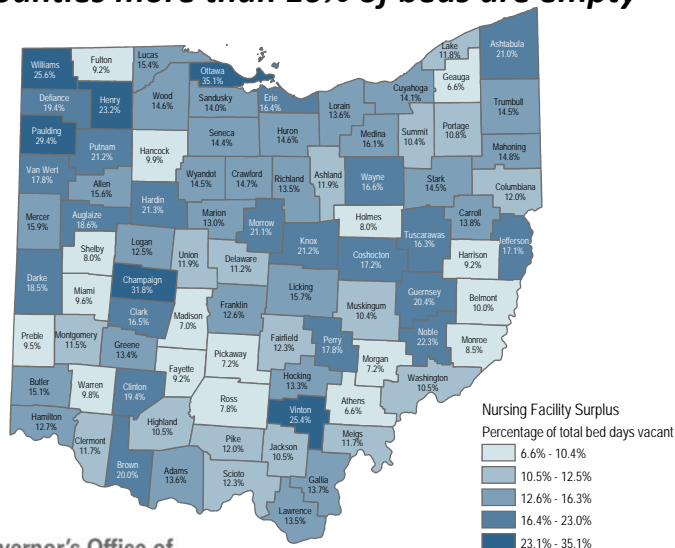 ounties more than 10% of beds are empty
Williams
25.6%
Fulton
9.2%
Lucas
15.4%
Ottawa
35.1%
Lake
11.8%
Ashtabula
21.0%
Geauga
6.6%
Cuyahoga
14.1%
Defiance
19.4%
Henry
23.2%
Wood
14.6%
Sandusky
14.0%
Erie
16.4%
Lorain
13.6%
Trumbull
14.5%
Paulding
29.4%
Putnam
21.2%
Hancock
9.9%
Seneca
14.4%
Huron
14.6%
Medina
16.1%
Summit
10.4%
Portage
10.8%
Mahoning
14.8%
Van Wert
17.8%
Allen
15.6%
Wyandot
14.5%
Crawford
14.7%
Richland
13.5%
Ashland
11.9%
Wayne
16.6%
Stark
14.5%
Columbiana
12.0%
Mercer
15.9%
Auglaize
18.6%
Hardin
21.3%
Marion
13.0%
Morrow
21.1%
Knox
21.2%
Holmes
8.0%
Tuscarawas
16.3%
Carroll
13.8%
Jefferson
17.1%
Shelby
8.0%
Logan
12.5%
Union
11.9%
Delaware
11.2%
Coshocton
17.2%
Harrison
9.2%
Darke
18.5%
Miami
9.6%
Champaign
31.8%
Clark
16.5%
Madison
7.0%
Franklin
12.6%
Licking
15.7%
Muskingum
10.4%
Guernsey
20.4%
Belmont
10.0%
Preble
9.5%
Montgomery
11.5%
Greene
13.4%
Fayette
9.2%
Pickaway
7.2%
Fairfield
12.3%
Perry
17.8%
Morgan
7.2%
Noble
22.3%
Monroe
8.5%
Butler
15.1%
Warren
9.8%
Clinton
19.4%
Ross
7.8%
Hocking
13.3%
Athens
6.6%
Washington
10.5%
Hamilton
12.7%
Clermont
11.7%
Highland
10.5%
Pike
12.0%
Vinton
25.4%
Jackson
10.5%
Meigs
11.7%
Brown
20.0%
Adams
13.6%
Scioto
12.3%
Gallia
13.7%
Lawrence
13.5%
Nursing Facility Surplus
Percentage of total bed days vacant
6.6% - 10.4%
10.5% - 12.5%
12.6% - 16.3%
16.4% - 23.0%
23.1% - 35.1%
vernor's Office of